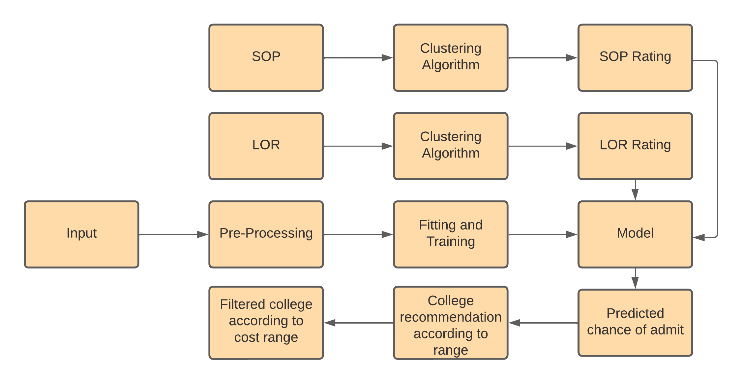 SOP
Clustering
Algorithm
SOP Rating
LOR
Clustering
Algorithm
LOR Rating
Input
Pre-Processing
Fitting and
Training
Model
Filtered college
according to
cost range
College
recommendation
according to
range
Predicted
chance of admit